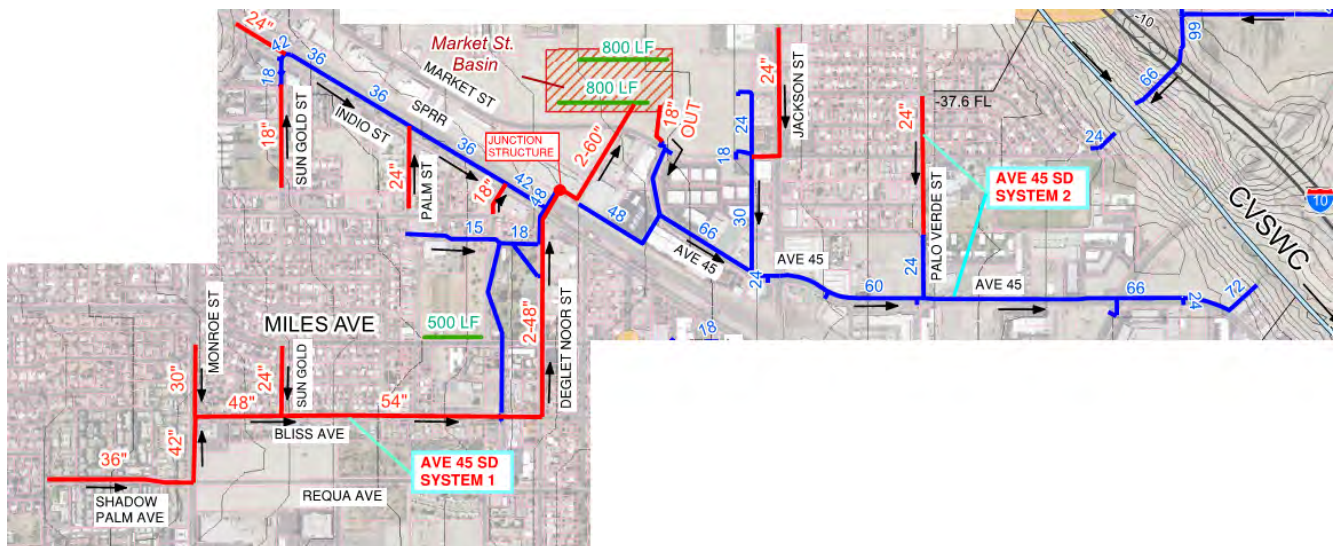 24"
42
36
18
Market St.
Basin
MARKET ST
800 LF
800 LF
SPRR
INDIO ST
36
18"
SUN GOLD ST
24"
PALM ST
JUNCTION
STRUCTURE
36
18"
42
48
2-60"
18"
OUT
24
18
24"
JACKSON ST
30
48
66
AVE 45
24
AVE 45
60
24"
-37.6 FL
AVE 45 SD
SYSTEM 2
PALO VERDE ST
24
AVE 45
66
24
72
24
66
66
-10
10
CVSWC
15
18
18
500 LF
2-48"
DEGLET NOOR ST
MILES AVE
MONROE ST
30"
SUN GOLD
24"
48"
54"
BLISS AVE
42"
36"
SHADOW
PALM AVE
REQUA AVE
AVE 45 SD
SYSTEM 1